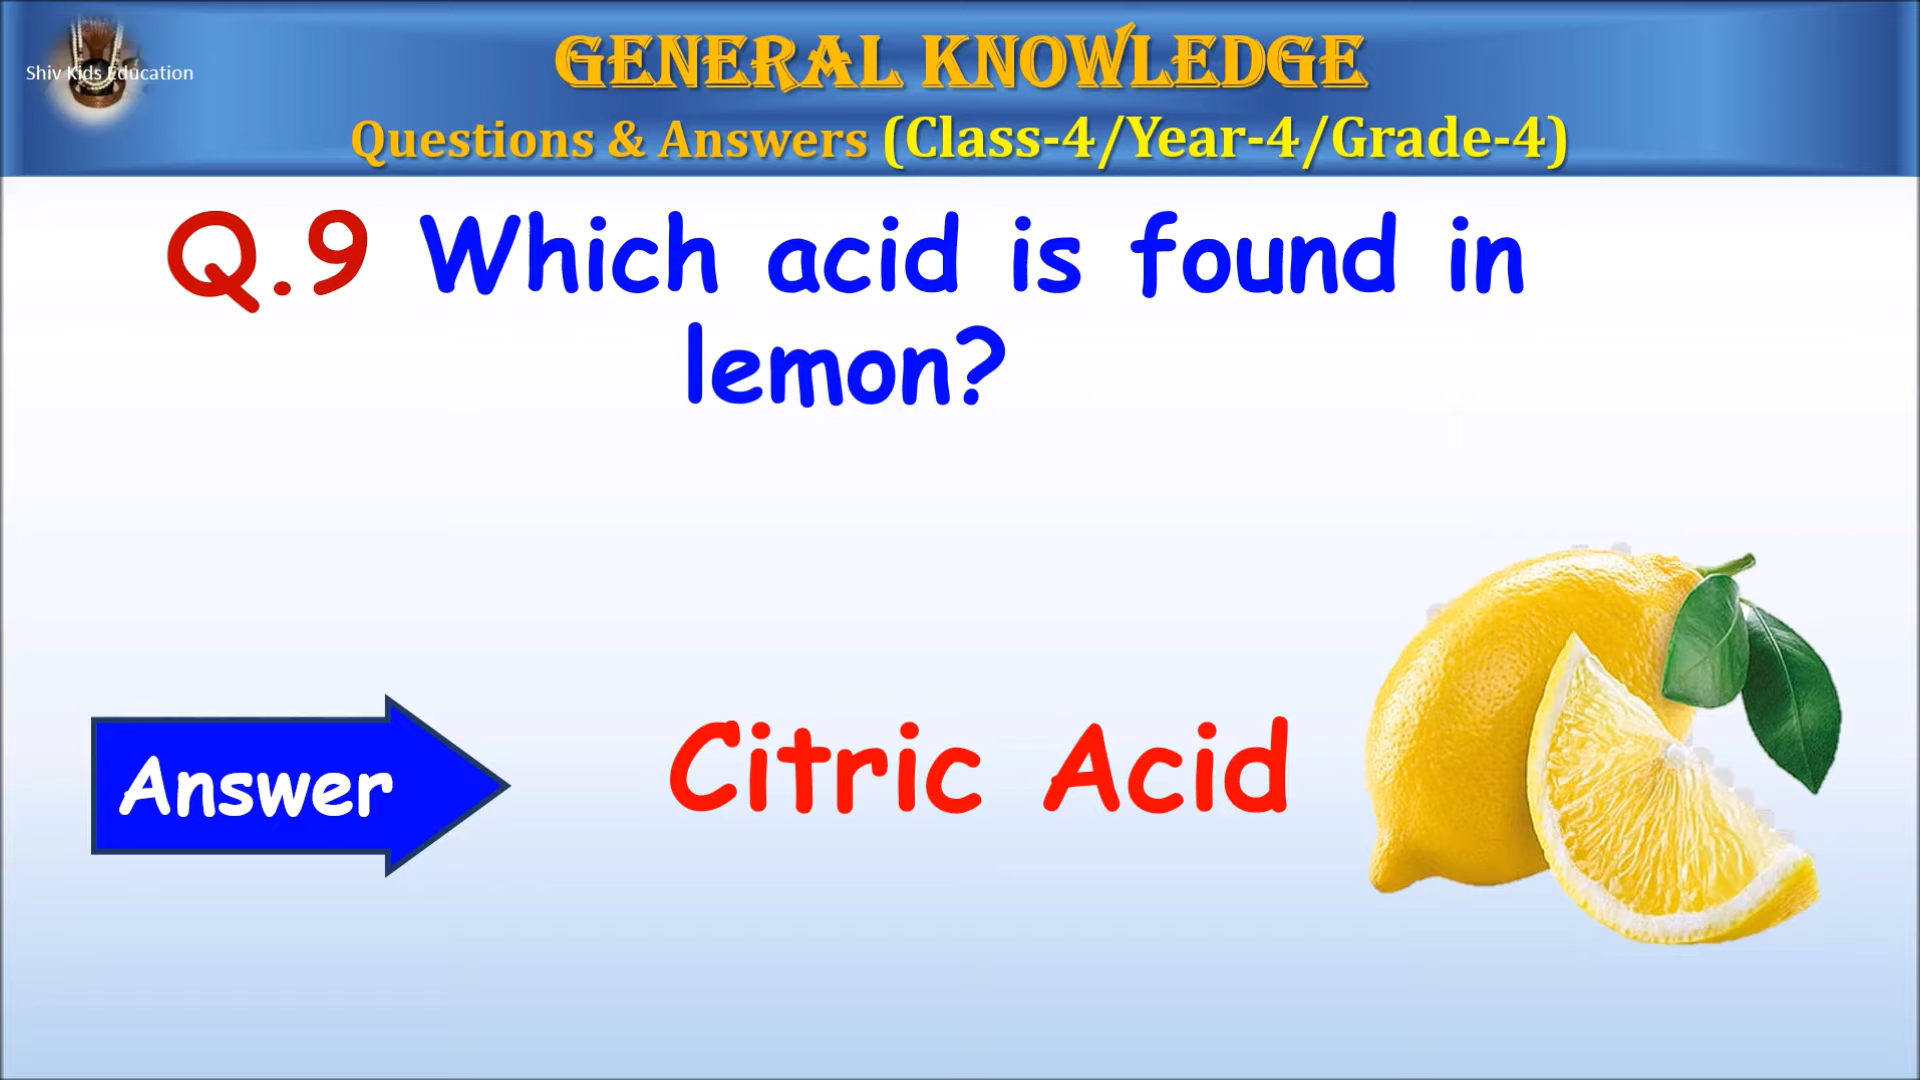 Shiv Kids Education
GENERAL KNOWLEDGE
Questions & Answers (Class-4/Year-4/Grade-4)
Q.9 Which acid is found in
lemon?
Answer
Citric Acid